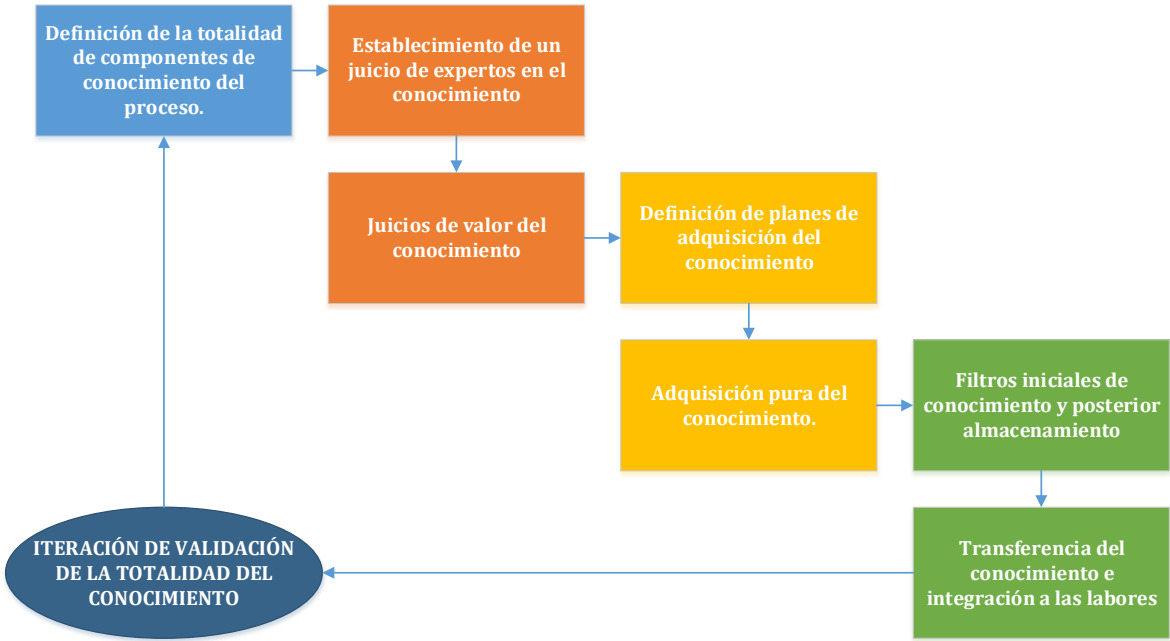 Definición de la totalidad
de componentes de
conocimiento del
proceso.
Establecimiento de un
juicio de expertos en el
conocimiento
Juicios de valor del
conocimiento
Definición de planes de
adquisición del
conocimiento
Adquisición pura del
conocimiento.
Filtros iniciales de
conocimiento y posterior
almacenamiento
Transferencia del
conocimiento e
integración a las labores
ITERACIÓN DE VALIDACIÓN
DE LA TOTALIDAD DEL
CONOCIMIENTO